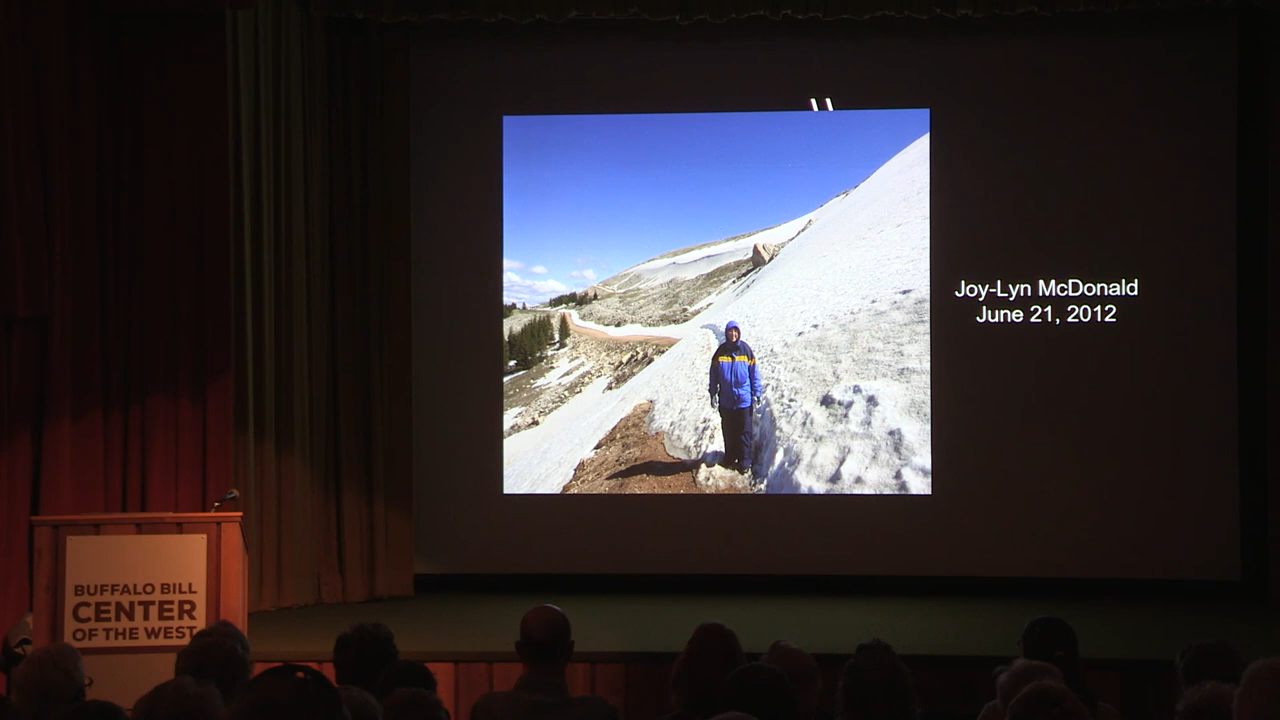 Joy-Lyn McDonald
June 21, 2012
BUFFALO BILL
CENTER
OF THE WEST